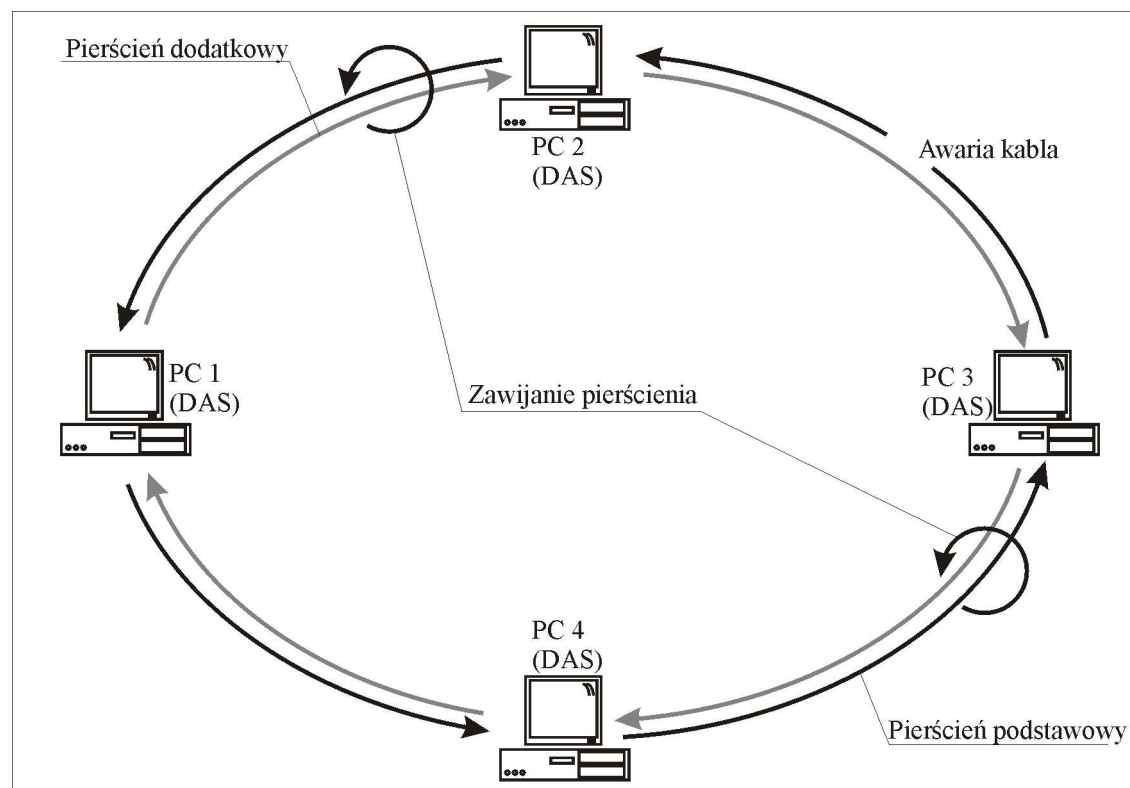 Pierścień dodatkowy
PC 2
(DAS)
Awaria kabla
PC 1
(DAS)
Zawijanie pierścienia
PC 3
(DAS)
PC 4
(DAS)
Pierścień podstawowy